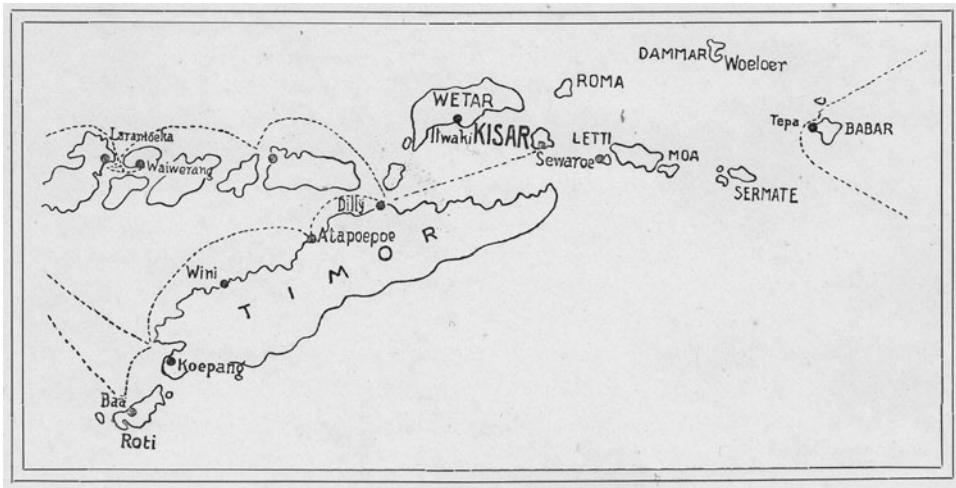 DAMMAR
Woeloer
ROMA
WETAR
Ilwaki
KISAR
LETTI
Sewaroe
MOA
SERMATE
Tepa
BABAR
Larantoeka
Waiwerang
Dilly
Atapoepoe
Wini
TIMOR
Koepang
Baa
Roti